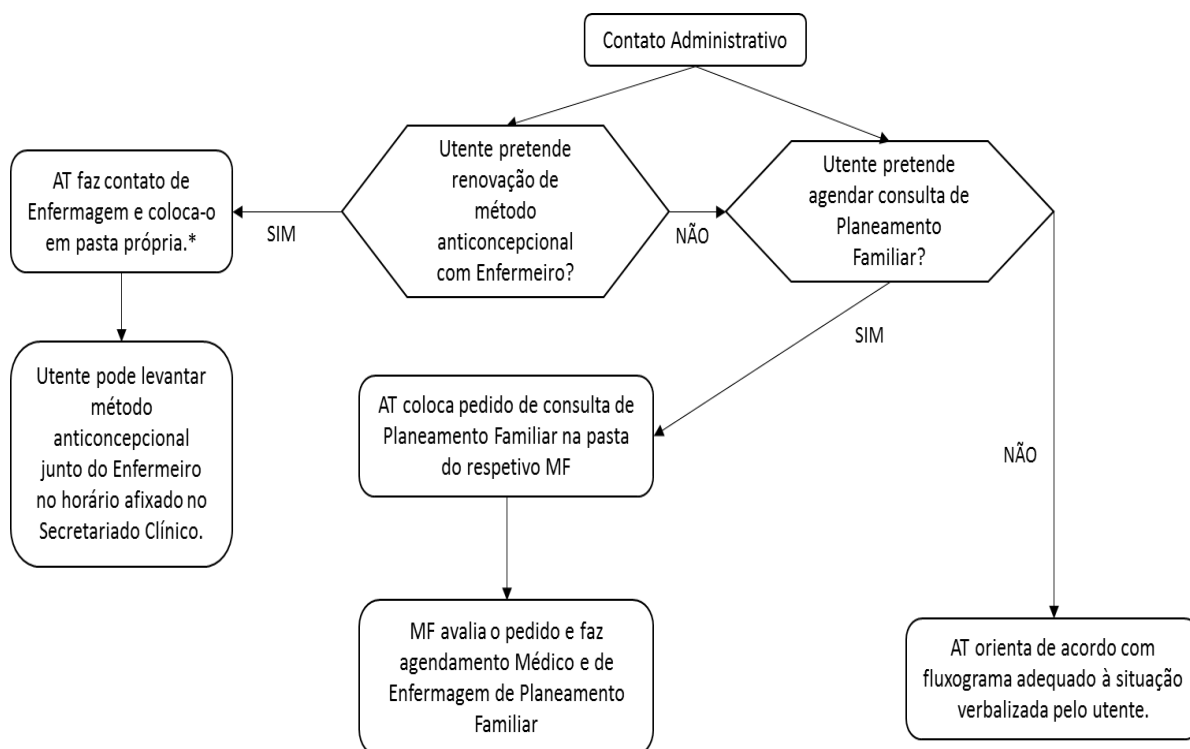 Contato Administrativo
Utente pretende
renovação de
método
anticoncepcional
com Enfermeiro?
Utente pretende
agendar consulta de
Planeamento
Familiar?
AT faz contato de
Enfermagem e coloca-o
em pasta própria.*
SIM
NÃO
Utente pode levantar
método
anticoncepcional
junto do Enfermeiro
no horário afixado no
Secretariado Clínico.
SIM
AT coloca pedido de consulta de
Planeamento Familiar na pasta
do respetivo MF
NÃO
MF avalia o pedido e faz
agendamento Médico e de
Enfermagem de Planeamento
Familiar
AT orienta de acordo com
fluxograma adequado à situação
verbalizada pelo utente.